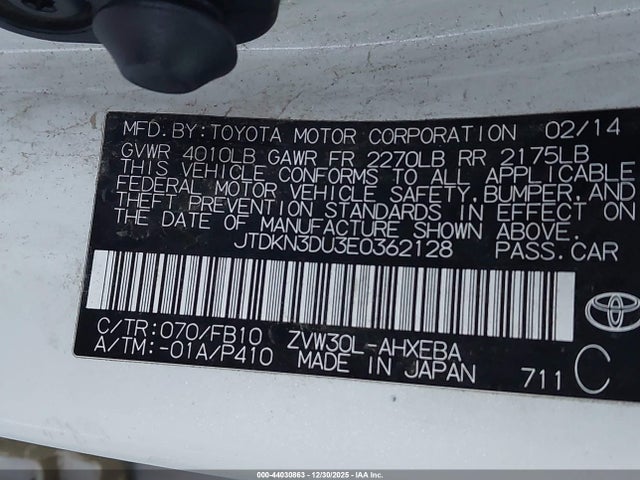 MFD. BY: TOYOTA MOTOR CORPORATION 02/14
GVWR 4010LB GAWR FR 2270LB RR 2175LB
THIS VEHICLE CONFORMS TO ALL APPLICABLE
FEDERAL MOTOR VEHICLE SAFETY, BUMPER, AND
THEFT PREVENTION STANDARDS IN EFFECT ON
THE DATE OF MANUFACTURE SHOWN ABOVE.
JTDKN3DU3E0362128 PASS. CAR
C/TR: 070/FB10 ZVW30L-AHXEBA
A/TM: -01A/P410 MADE IN JAPAN 711 C
000-44030863 - 12/30/2025 - IAA Inc.